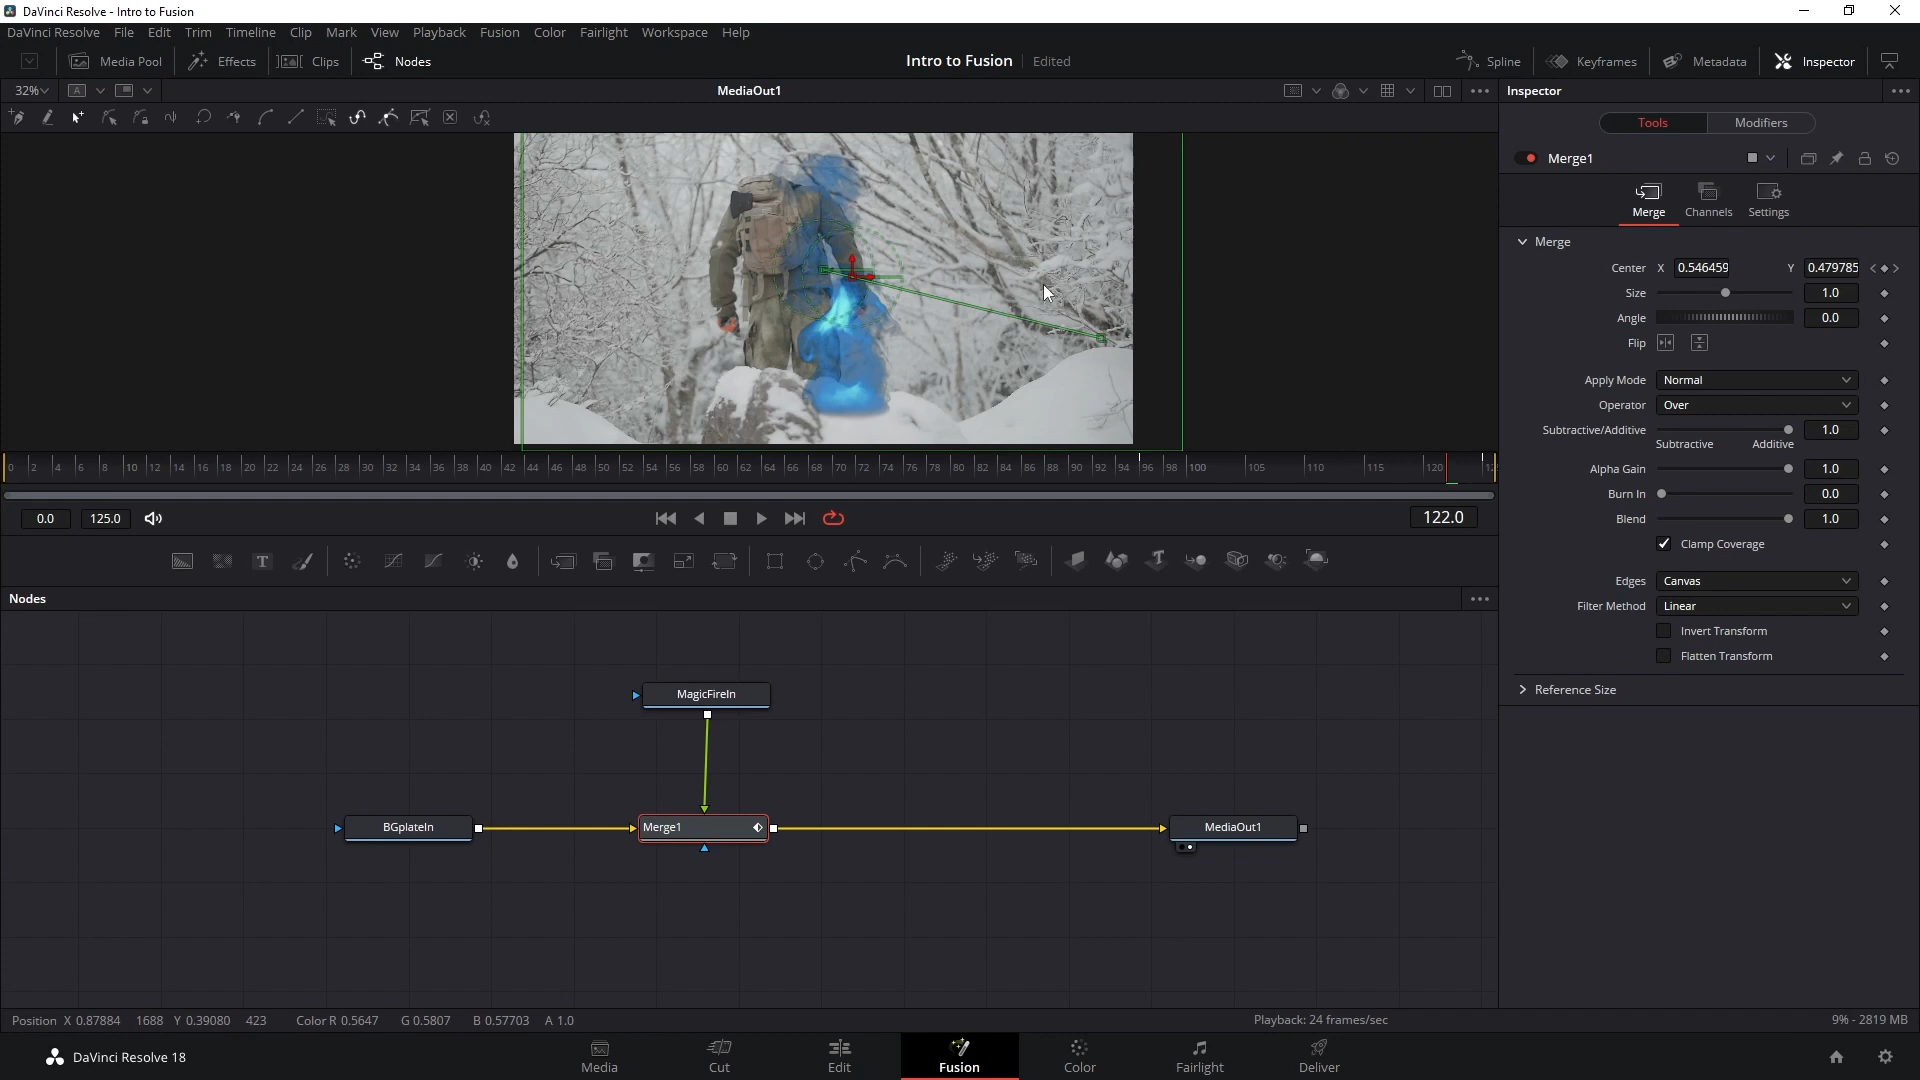 DaVinci Resolve - Intro to Fusion
DaVinci Resolve File Edit Trim Timeline Clip Mark View Playback Fusion Color Fairlight Workspace Help
Media Pool Effects Clips Nodes Intro to Fusion Edited Spline Keyframes Metadata Inspector
32% A MediaOut1 Inspector
Tools Modifiers
Merge1
Merge Channels Settings
Merge
Center X 0.546459 Y 0.479785
Size 1.0
Angle 0.0
Flip
Apply Mode Normal
Operator Over
Subtractive/Additive 1.0
Subtractive Additive
Alpha Gain 1.0
Burn In 0.0
Blend 1.0
Clamp Coverage
Edges Canvas
Filter Method Linear
Invert Transform
Flatten Transform
Reference Size
0 2 4 6 8 10 12 14 16 18 20 22 24 26 28 30 32 34 36 38 40 42 44 46 48 50 52 54 56 58 60 62 64 66 68 70 72 74 76 78 80 82 84 86 88 90 92 94 96 98 100 105 110 115 120
0.0 125.0 122.0
Nodes
MagicFireIn
BGplateIn Merge1 MediaOut1
Position X 0.87884 1688 Y 0.39080 423 Color R 0.5647 G 0.5807 B 0.57703 A 1.0 Playback: 24 frames/sec 9% - 2819 MB
DaVinci Resolve 18 Media Cut Edit Fusion Color Fairlight Deliver